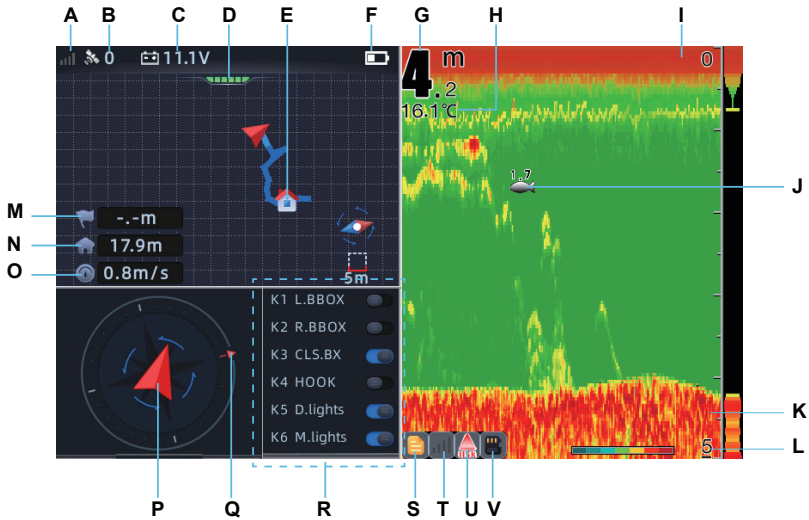 A B C D E F G H I
0 11.1V
4.2 m
16.1℃
0
1.7
J
M -.-m
N 17.9m
O 0.8m/s
5m
K1 L.BBOX
K2 R.BBOX
K3 CLS.BX
K4 HOOK
K5 D.lights
K6 M.lights
K
5 L
P Q R S T U V